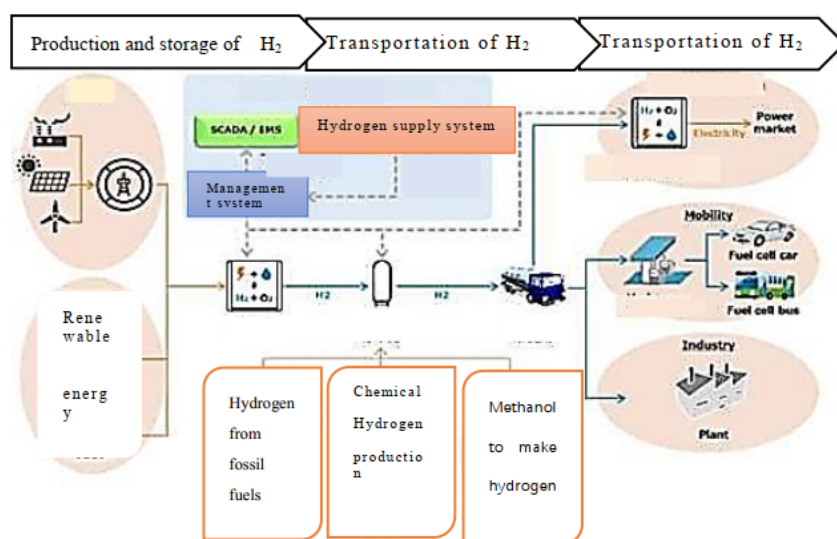 Production and storage of H2
Transportation of H2
Transportation of H2
SCADA / EMS
Hydrogen supply system
Managemen
t system
H2 + O2
Electricity
Power
market
Mobility
Fuel cell car
Fuel cell bus
H2 + O2
H2
H2
Rene
wable
energ
y
Industry
Plant
Hydrogen
from
fossil
fuels
Chemical
Hydrogen
productio
n
Methanol
to make
hydrogen